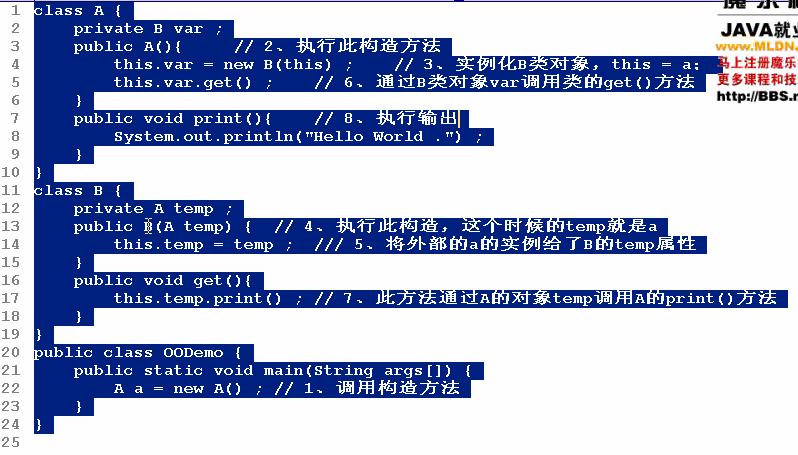 1 class A {
2 private B var ;
3 public A(){ // 2、执行此构造方法
4 this.var = new B(this) ; // 3、实例化B类对象，this = a;
5 this.var.get() ; // 6、通过B类对象var调用类的get()方法
6 }
7 public void print(){ // 8、执行输出
8 System.out.println("Hello World .") ;
9 }
10 }
11 class B {
12 private A temp ;
13 public B(A temp) { // 4、执行此构造，这个时候的temp就是a
14 this.temp = temp ; /// 5、将外部的a的实例给了B的temp属性
15 }
16 public void get(){
17 this.temp.print() ; // 7、此方法通过A的对象temp调用A的print()方法
18 }
19 }
20 public class OODemo {
21 public static void main(String args[]) {
22 A a = new A() ; // 1、调用构造方法
23 }
24 }
25
JAVA就业
www.MLDN
马上注册魔乐
更多课程和技
http://BBS.